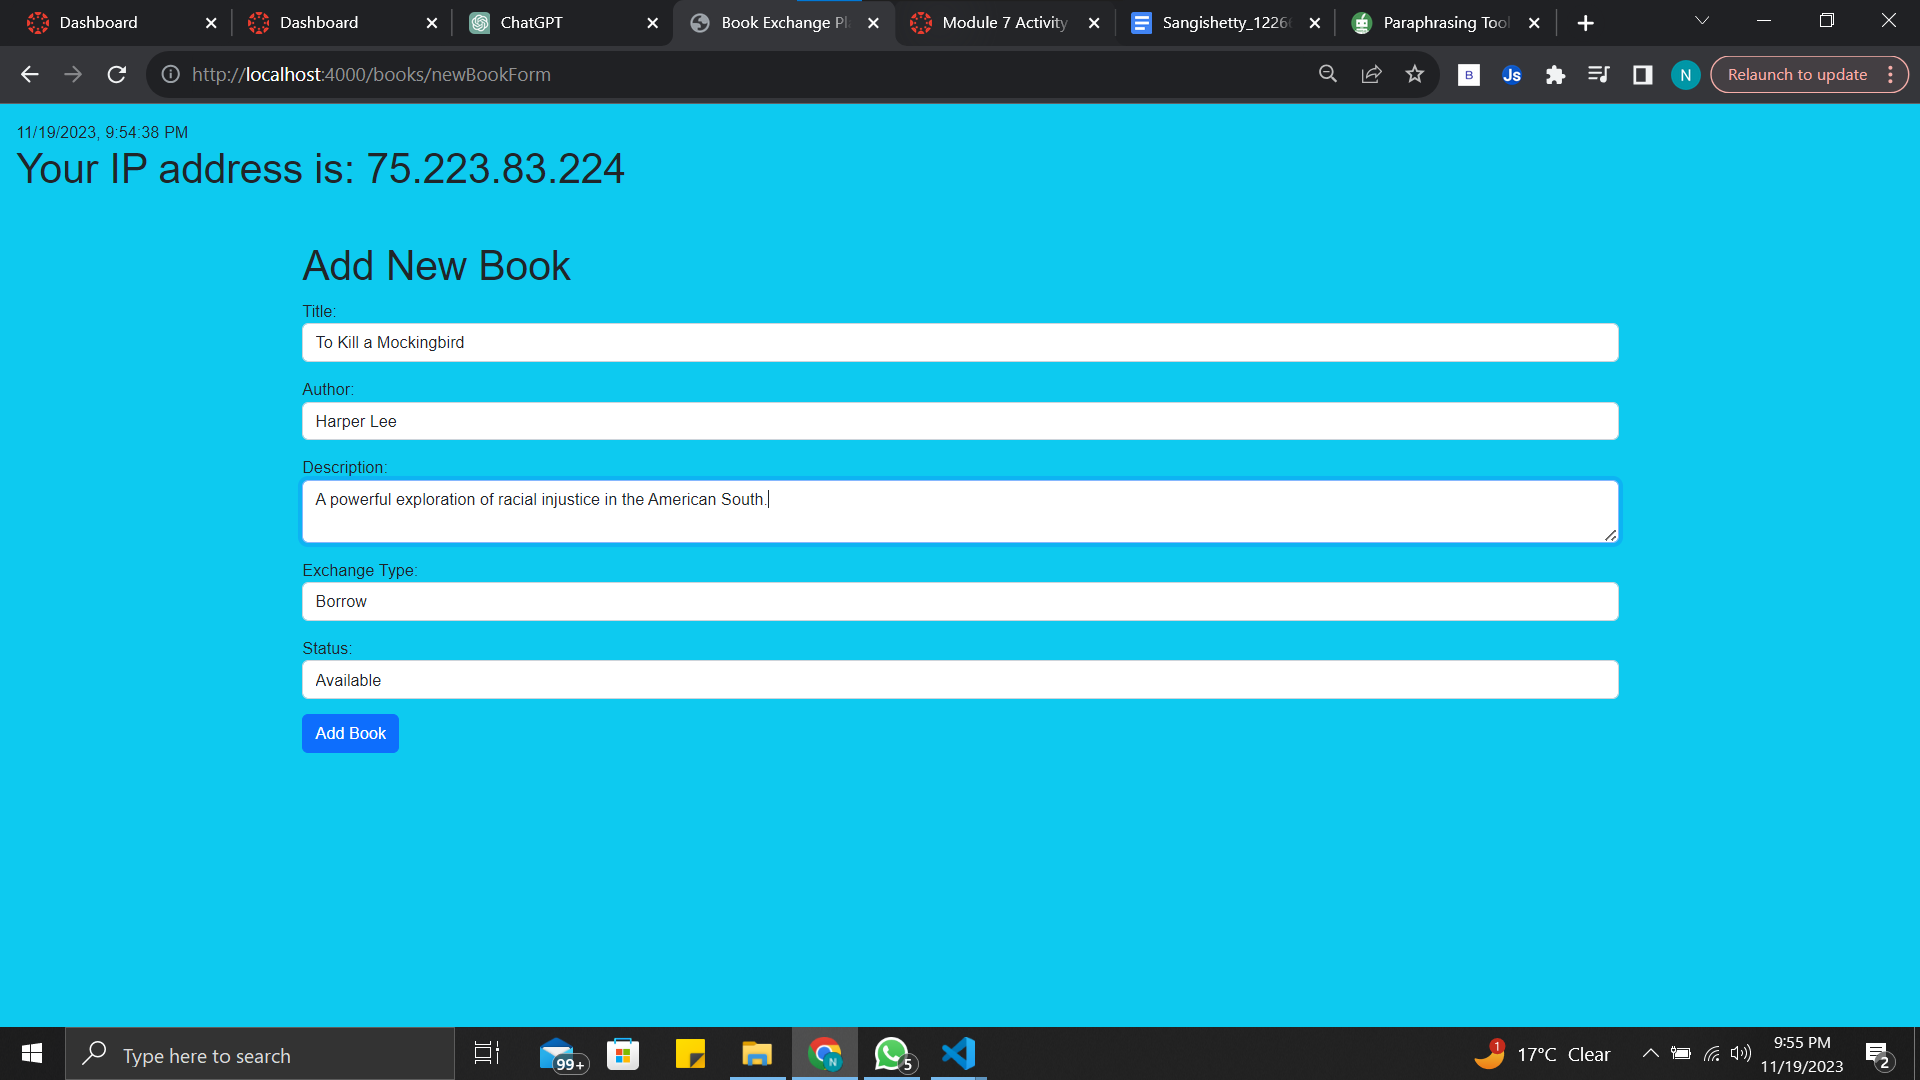 Dashboard
Dashboard
ChatGPT
Book Exchange Pl
Module 7 Activity
Sangishetty_1226
Paraphrasing Tool
http://localhost:4000/books/newBookForm
B
Js
N
Relaunch to update
11/19/2023, 9:54:38 PM
Your IP address is: 75.223.83.224
Add New Book
Title:
To Kill a Mockingbird
Author:
Harper Lee
Description:
A powerful exploration of racial injustice in the American South.
Exchange Type:
Borrow
Status:
Available
Add Book
Type here to search
99+
N
5
1
17°C Clear
9:55 PM
11/19/2023
2